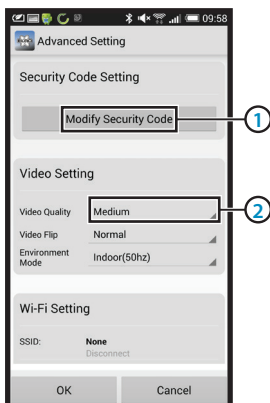 09:58
Advanced Setting
Security Code Setting
Modify Security Code
1
Video Setting
Video Quality Medium
2
Video Flip Normal
Environment Mode Indoor(50hz)
Wi-Fi Setting
SSID: None
Disconnect
OK Cancel